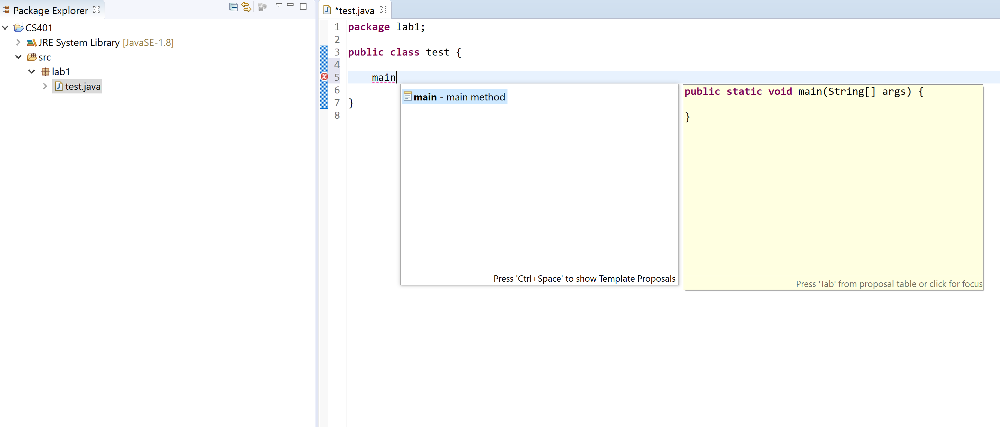 Package Explorer
CS401
JRE System Library [JavaSE-1.8]
src
lab1
test.java
*test.java
1 package lab1;
2
3 public class test {
4
5 main
6
7 }
8
main - main method
Press 'Ctrl+Space' to show Template Proposals
public static void main(String[] args) {
}
Press 'Tab' from proposal table or click for focus